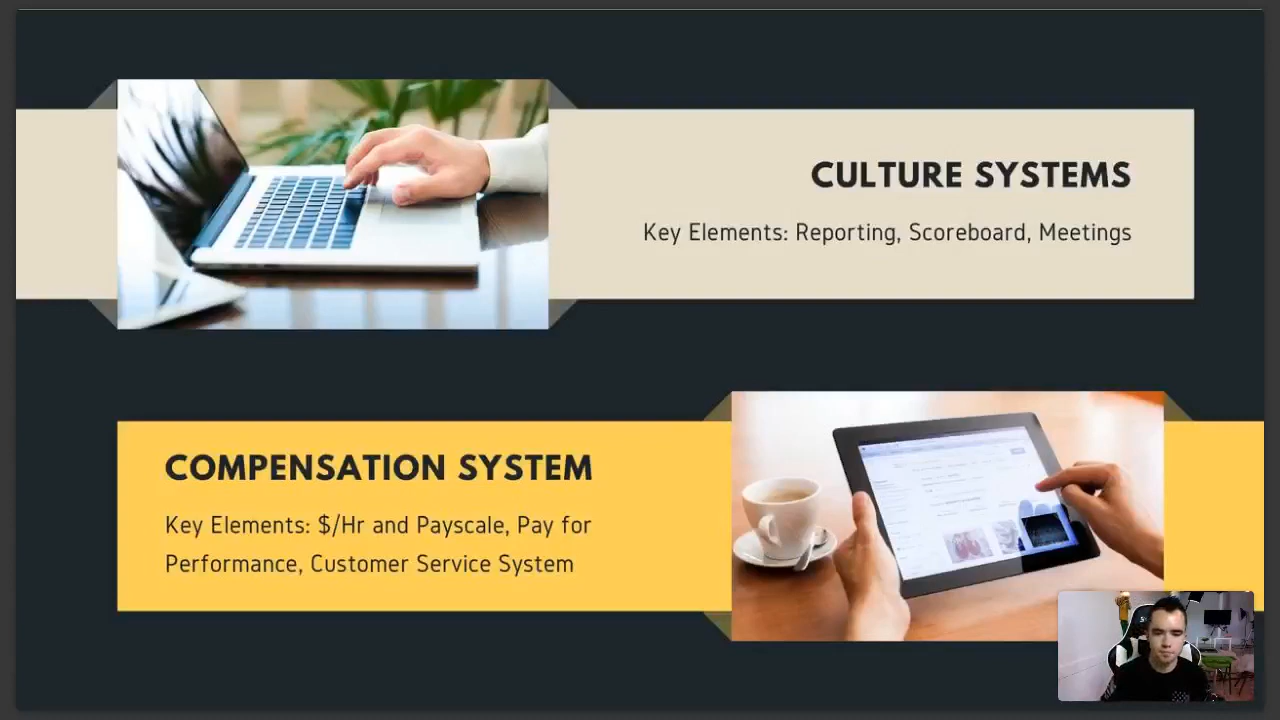 CULTURE SYSTEMS
Key Elements: Reporting, Scoreboard, Meetings
COMPENSATION SYSTEM
Key Elements: $/Hr and Payscale, Pay for
Performance, Customer Service System